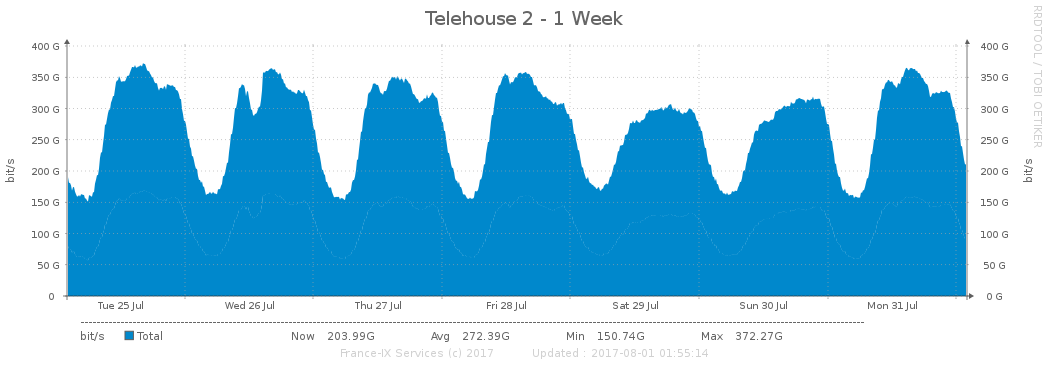 Telehouse 2 - 1 Week
RRDTOOL / TOBI OETIKER
bit/s
400 G 400 G
350 G 350 G
300 G 300 G
250 G 250 G
200 G 200 G
150 G 150 G
100 G 100 G
50 G 50 G
0 0 G
bit/s
Tue 25 Jul Wed 26 Jul Thu 27 Jul Fri 28 Jul Sat 29 Jul Sun 30 Jul Mon 31 Jul
bit/s Total Now 203.99G Avg 272.39G Min 150.74G Max 372.27G
France-IX Services (c) 2017 Updated : 2017-08-01 01:55:14